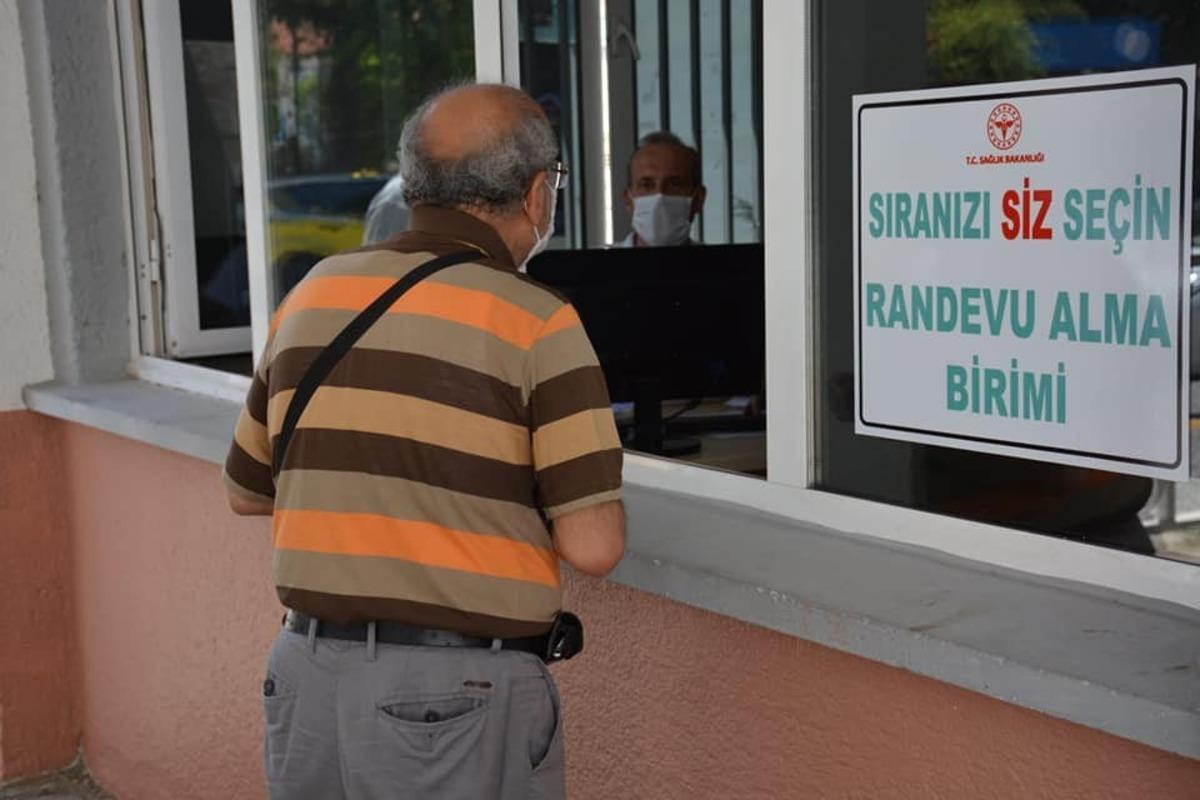 T.C. SAĞLIK BAKANLIĞI
SIRANIZI SİZ SEÇİN
RANDEVU ALMA
BİRİMİ